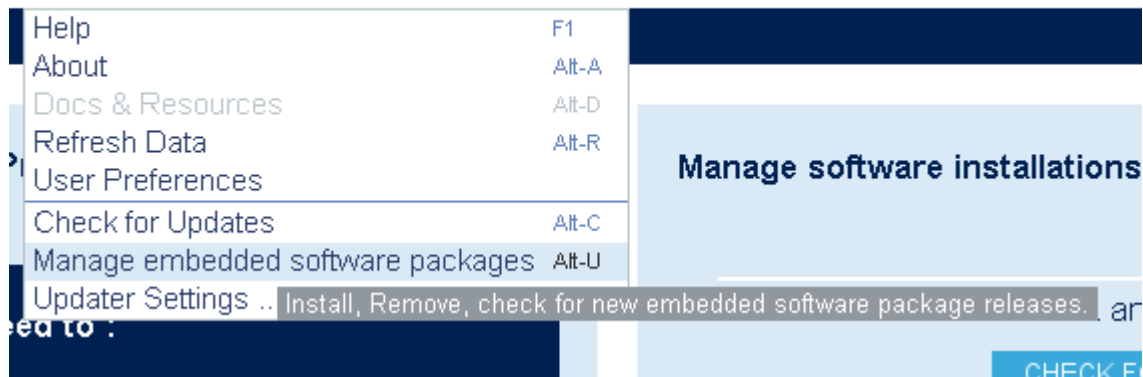 Help F1
About Alt-A
Docs & Resources Alt-D
Refresh Data Alt-R
User Preferences
Check for Updates Alt-C
Manage embedded software packages Alt-U
Updater Settings ..
Install, Remove, check for new embedded software package releases.
Manage software installations
eed to :
an
CHECK FO